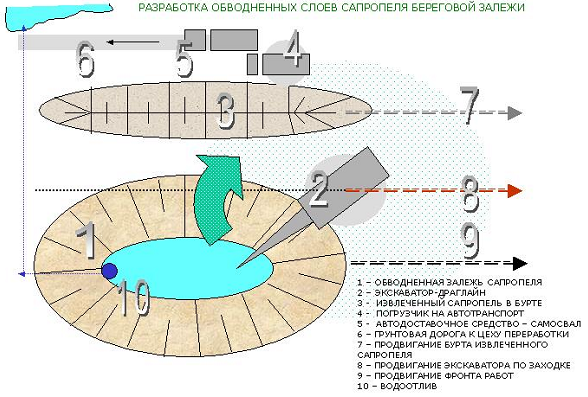 РАЗРАБОТКА ОБВОДНЕННЫХ СЛОЕВ САПРОПЕЛЯ БЕРЕГОВОЙ ЗАЛЕЖИ
6 5 4
3 7
2 8
1 9
10
1 – ОБВОДНЕННАЯ ЗАЛЕЖЬ САПРОПЕЛЯ
2 – ЭКСКАВАТОР-ДРАГЛАЙН
3 - ИЗВЛЕЧЕННЫЙ САПРОПЕЛЬ В БУРТЕ
4 – ПОГРУЗЧИК НА АВТОТРАНСПОРТ
5 - АВТОДОСТАВОЧНОЕ СРЕДСТВО – САМОСВАЛ
6 – ГРУНТОВАЯ ДОРОГА К ЦЕХУ ПЕРЕРАБОТКИ
7 – ПРОДВИГАНИЕ БУРТА ИЗВЛЕЧЕННОГО
САПРОПЕЛЯ
8 – ПРОДВИГАНИЕ ЭКСКАВАТОРА ПО ЗАХОДКЕ
9 – ПРОДВИГАНИЕ ФРОНТА РАБОТ
10 – ВОДООТЛИВ